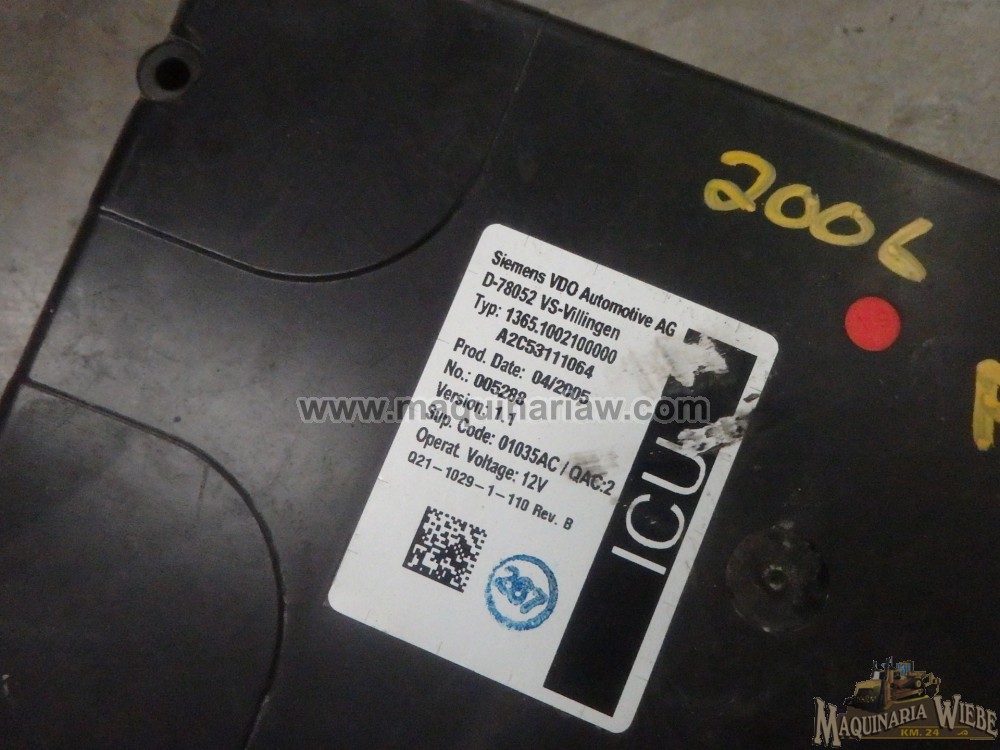 2006
Siemens VDO Automotive AG
D-78052 VS-Villingen
Typ: 1365.1002100000
A2C53111064
Prod. Date: 04/2005
No.: 005288
Version: 1.1
Sup. Code: 01035AC / QAC:2
Operat. Voltage: 12V
Q21-1029-1-110 Rev. B
ICU
267
www.maquinariaw.com
MAQUINARIA WIEBE
KM. 24